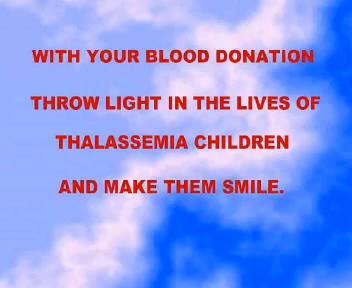 WITH YOUR BLOOD DONATION
THROW LIGHT IN THE LIVES OF
THALASSEMIA CHILDREN
AND MAKE THEM SMILE.